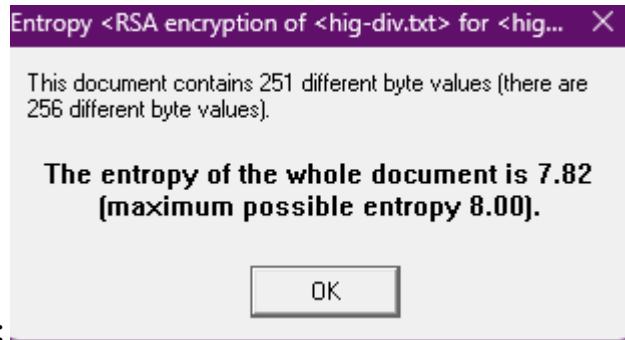 Entropy <RSA encryption of <hig-div.txt> for <hig...
This document contains 251 different byte values (there are
256 different byte values).
The entropy of the whole document is 7.82
(maximum possible entropy 8.00).
OK